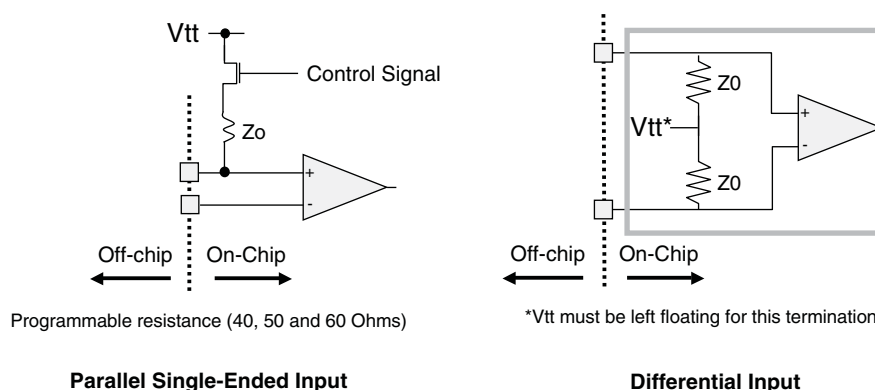 Vtt
Control Signal
Zo
+
-
Off-chip
On-Chip
Programmable resistance (40, 50 and 60 Ohms)
Parallel Single-Ended Input
Z0
Vtt*
Z0
+
-
Off-chip
On-Chip
*Vtt must be left floating for this termination
Differential Input